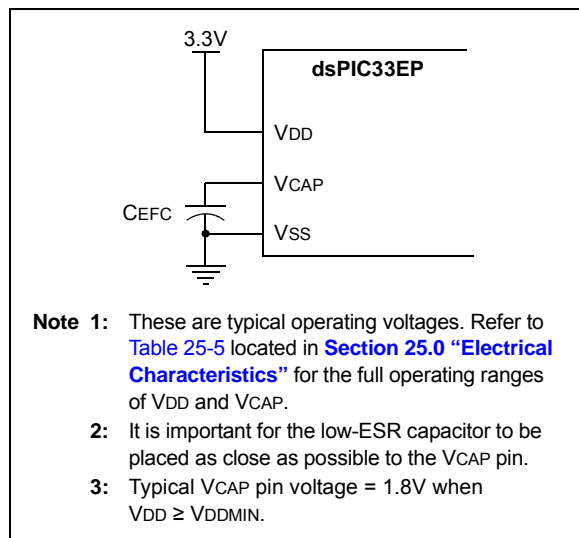 3.3V
dsPIC33EP
VDD
VCAP
CEFC
VSS
Note 1: These are typical operating voltages. Refer to
Table 25-5 located in Section 25.0 “Electrical
Characteristics” for the full operating ranges
of VDD and VCAP.
2: It is important for the low-ESR capacitor to be
placed as close as possible to the VCAP pin.
3: Typical VCAP pin voltage = 1.8V when
VDD ≥ VDDMIN.